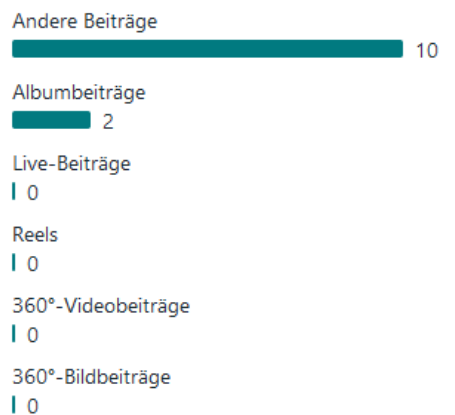 Andere Beiträge
10
Albumbeiträge
2
Live-Beiträge
0
Reels
0
360°-Videobeiträge
0
360°-Bildbeiträge
0